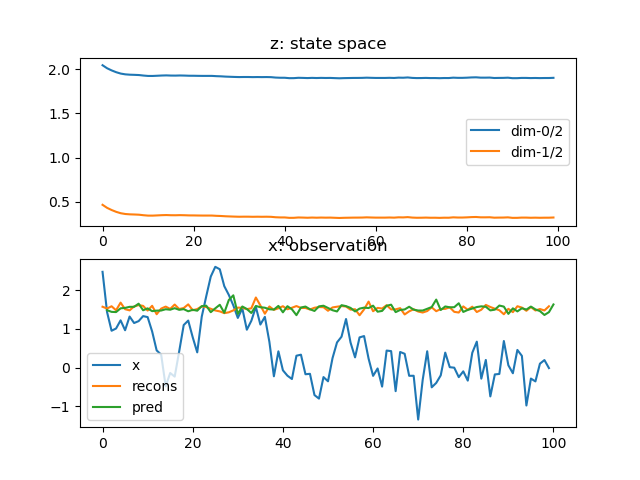 z: state space
2.0
1.5
1.0
0.5
dim-0/2
dim-1/2
0 20 40 60 80 100
x: observation
2
1
0
−1
x
recons
pred
0 20 40 60 80 100